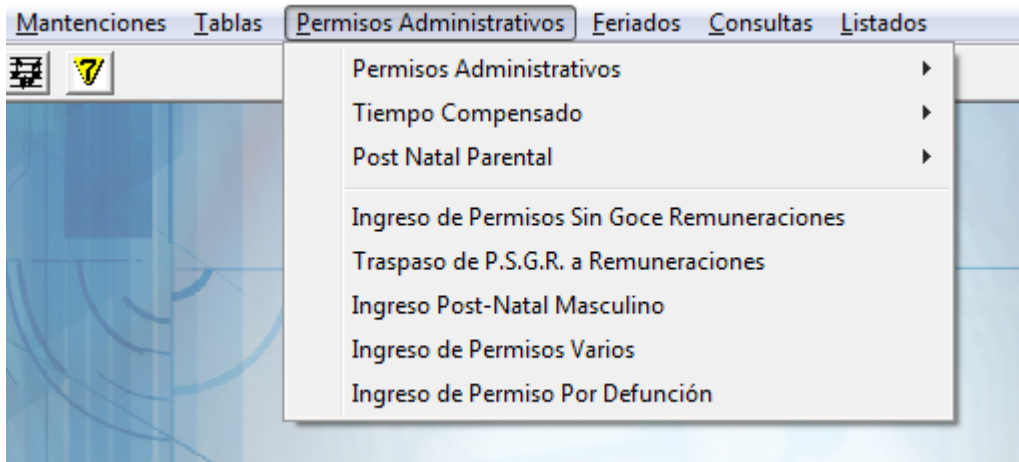 Mantenciones Tablas Permisos Administrativos Feriados Consultas Listados
?
Permisos Administrativos
Tiempo Compensado
Post Natal Parental
Ingreso de Permisos Sin Goce Remuneraciones
Traspaso de P.S.G.R. a Remuneraciones
Ingreso Post-Natal Masculino
Ingreso de Permisos Varios
Ingreso de Permiso Por Defunción